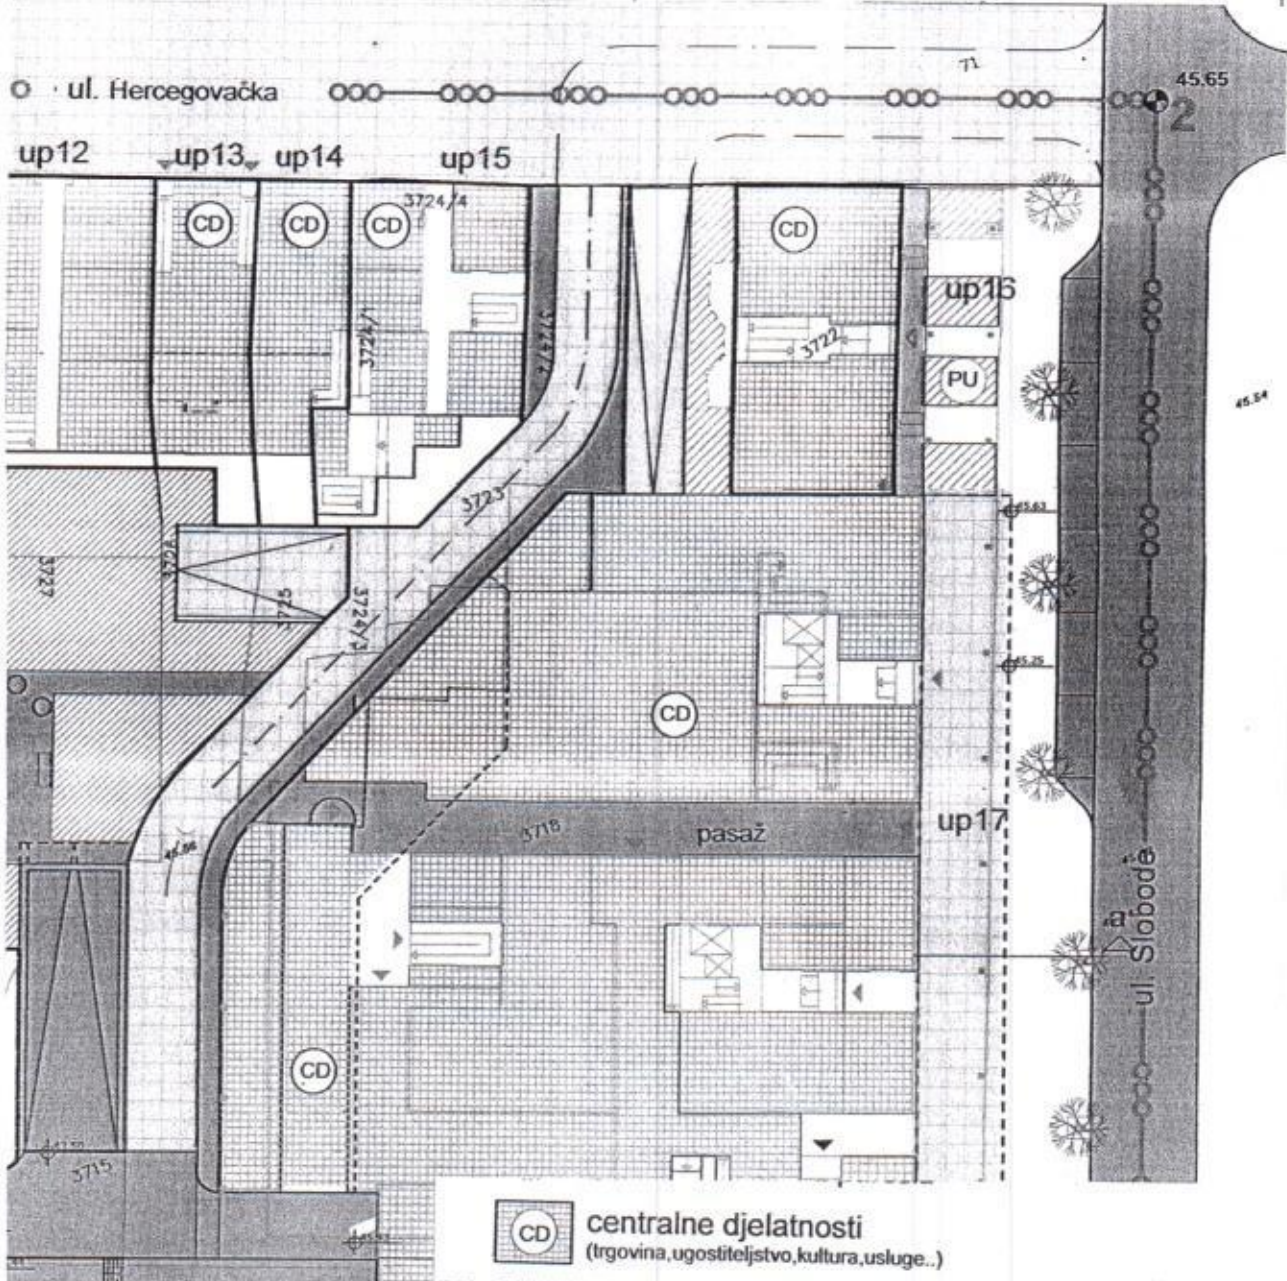 71
45.65
ul. Hercegovačka
2
up12
up13
up14
up15
CD
CD
CD
3724/4
CD
up16
3722
PU
45.64
3723
45.63
3727
3725
3724/3
45.25
CD
3718
pasaž
up17
ul. Slobode
a
CD
3715
CD
centralne djelatnosti
(trgovina,ugostiteljstvo,kultura,usluge..)